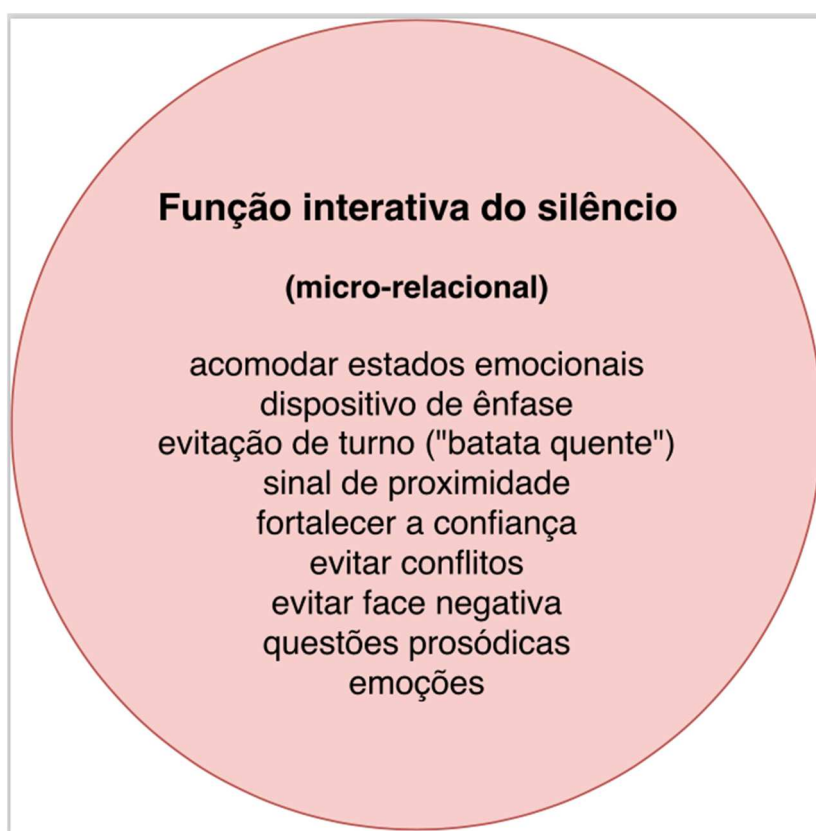 Função interativa do silêncio
(micro-relacional)
acomodar estados emocionais
dispositivo de ênfase
evitação de turno ("batata quente")
sinal de proximidade
fortalecer a confiança
evitar conflitos
evitar face negativa
questões prosódicas
emoções